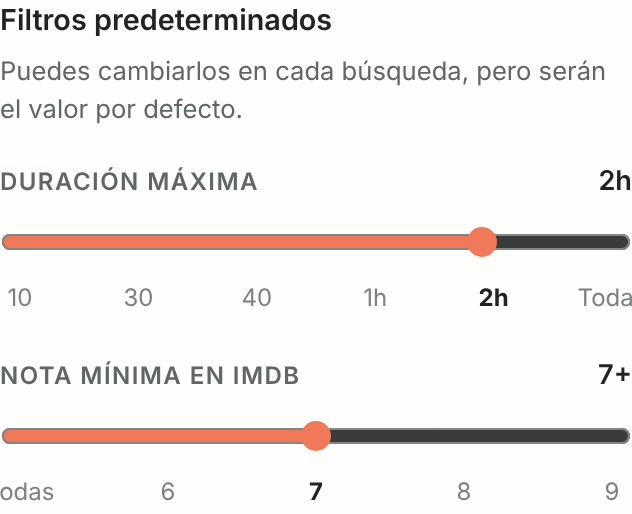 Filtros predeterminados
Puedes cambiarlos en cada búsqueda, pero serán
el valor por defecto.
DURACIÓN MÁXIMA 2h
10 30 40 1h 2h Toda
NOTA MÍNIMA EN IMDB 7+
odas 6 7 8 9